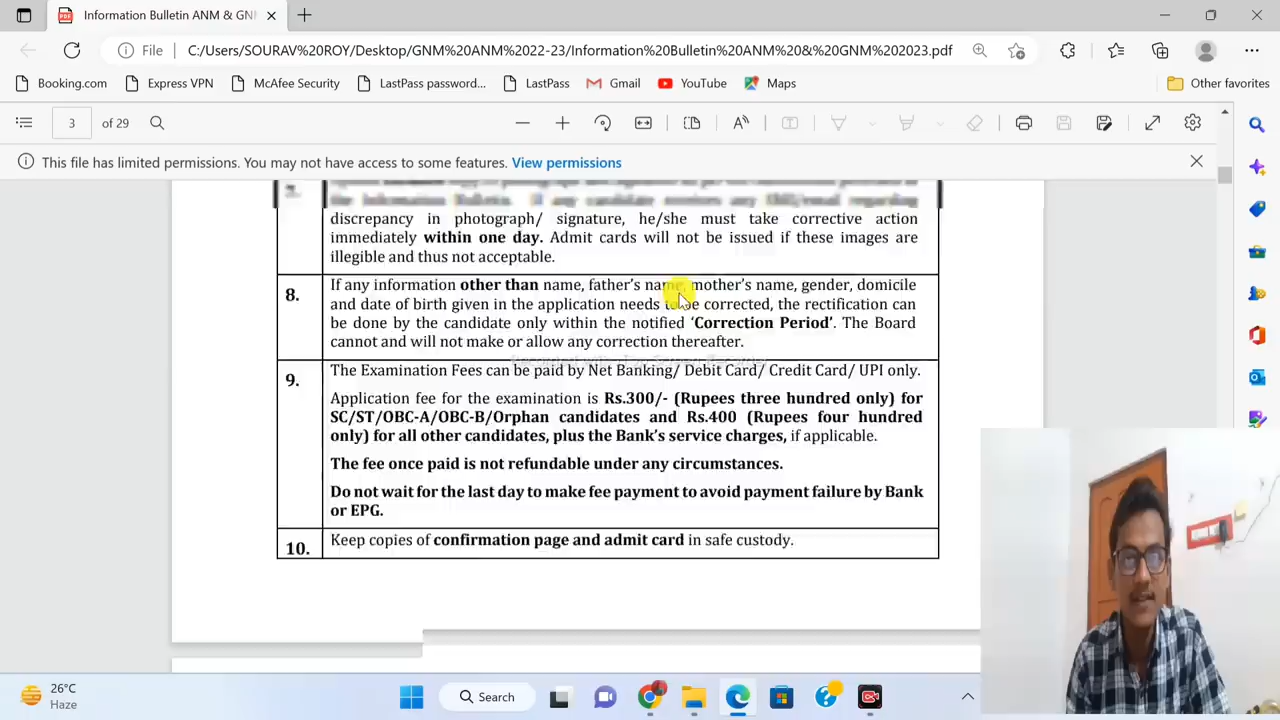 Information Bulletin ANM & GN
File C:/Users/SOURAV%20ROY/Desktop/GNM%20ANM%2022-23/Information%20Bulletin%20ANM%20&%20GNM%202023.pdf
Booking.com Express VPN McAfee Security LastPass password... LastPass Gmail YouTube Maps Other favorites
3 of 29
This file has limited permissions. You may not have access to some features. View permissions
discrepancy in photograph/ signature, he/she must take corrective action
immediately within one day. Admit cards will not be issued if these images are
illegible and thus not acceptable.
8. If any information other than name, father's name, mother's name, gender, domicile
and date of birth given in the application needs to be corrected, the rectification can
be done by the candidate only within the notified 'Correction Period'. The Board
cannot and will not make or allow any correction thereafter.
9. The Examination Fees can be paid by Net Banking/ Debit Card/ Credit Card/ UPI only.
Application fee for the examination is Rs.300/- (Rupees three hundred only) for
SC/ST/OBC-A/OBC-B/Orphan candidates and Rs.400 (Rupees four hundred
only) for all other candidates, plus the Bank's service charges, if applicable.
The fee once paid is not refundable under any circumstances.
Do not wait for the last day to make fee payment to avoid payment failure by Bank
or EPG.
10. Keep copies of confirmation page and admit card in safe custody.
26°C
Haze
Search